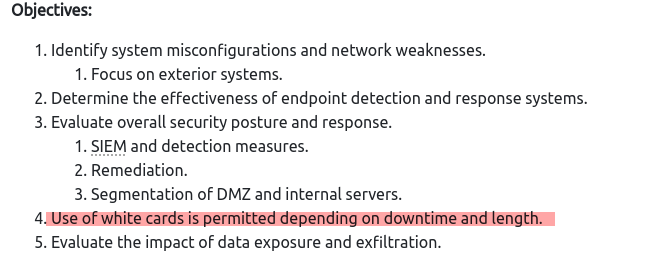 Objectives:
1. Identify system misconfigurations and network weaknesses.
1. Focus on exterior systems.
2. Determine the effectiveness of endpoint detection and response systems.
3. Evaluate overall security posture and response.
1. SIEM and detection measures.
2. Remediation.
3. Segmentation of DMZ and internal servers.
4. Use of white cards is permitted depending on downtime and length.
5. Evaluate the impact of data exposure and exfiltration.